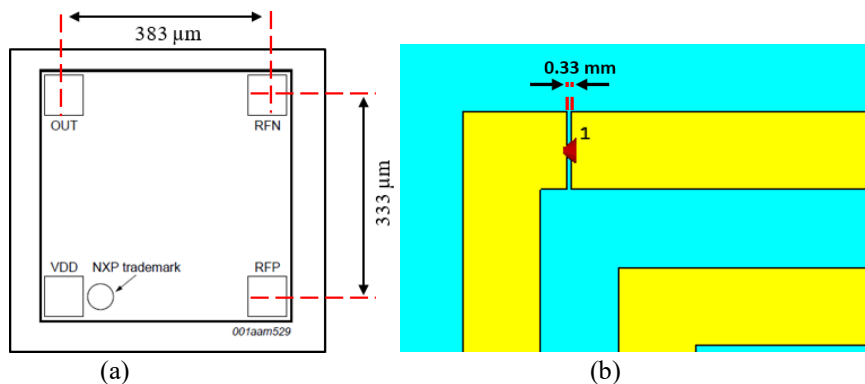 383 µm
OUT
RFN
333 µm
VDD
NXP trademark
RFP
001aam529
(a)
0.33 mm
1
(b)